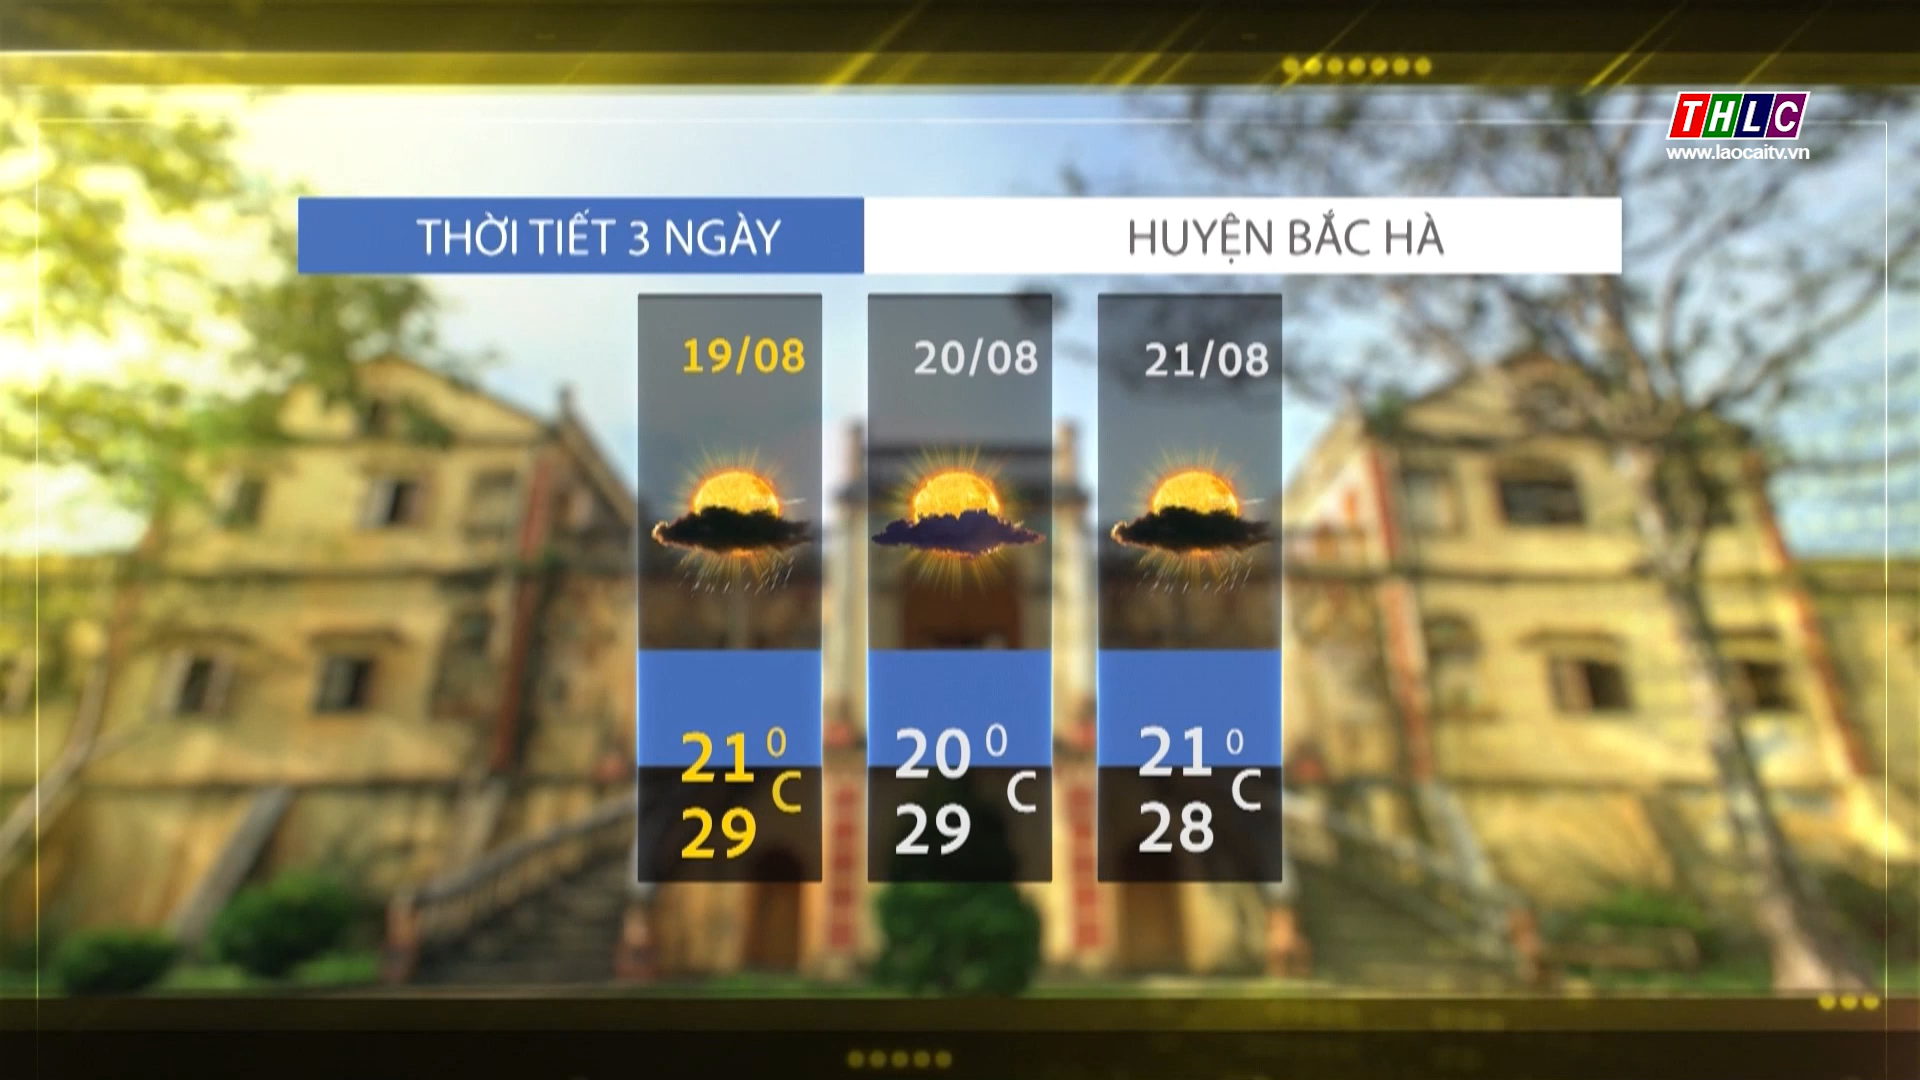 THLC
www.laocaitv.vn
THỜI TIẾT 3 NGÀY
HUYỆN BẮC HÀ
19/08
20/08
21/08
21 0 C
29
20 0 C
29
21 0 C
28